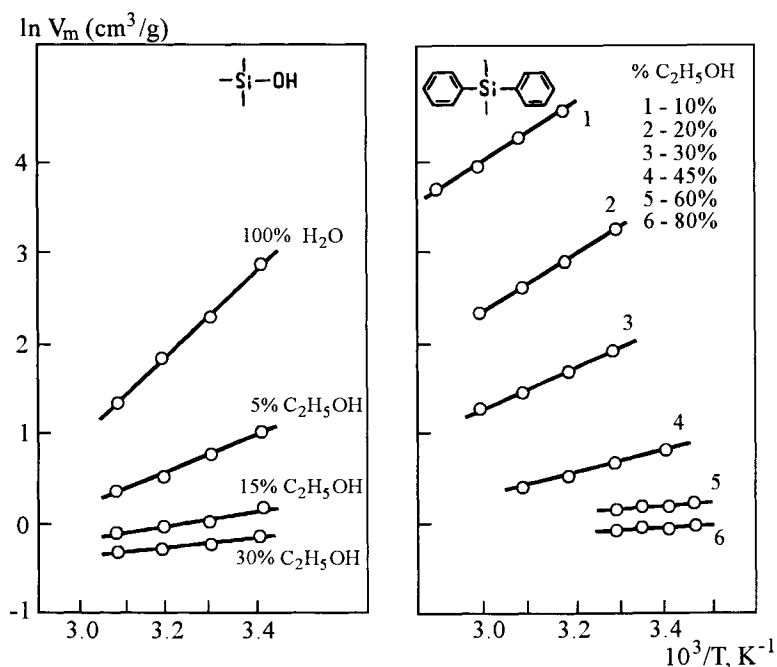 ln Vm (cm³/g)
Si—OH
Si
% C₂H₅OH
1 - 10%
2 - 20%
3 - 30%
4 - 45%
5 - 60%
6 - 80%
4
3
2
1
0
-1
100% H₂O
5% C₂H₅OH
15% C₂H₅OH
30% C₂H₅OH
3.0
3.2
3.4
1
2
3
4
5
6
3.0
3.2
3.4
10³/T, K⁻¹